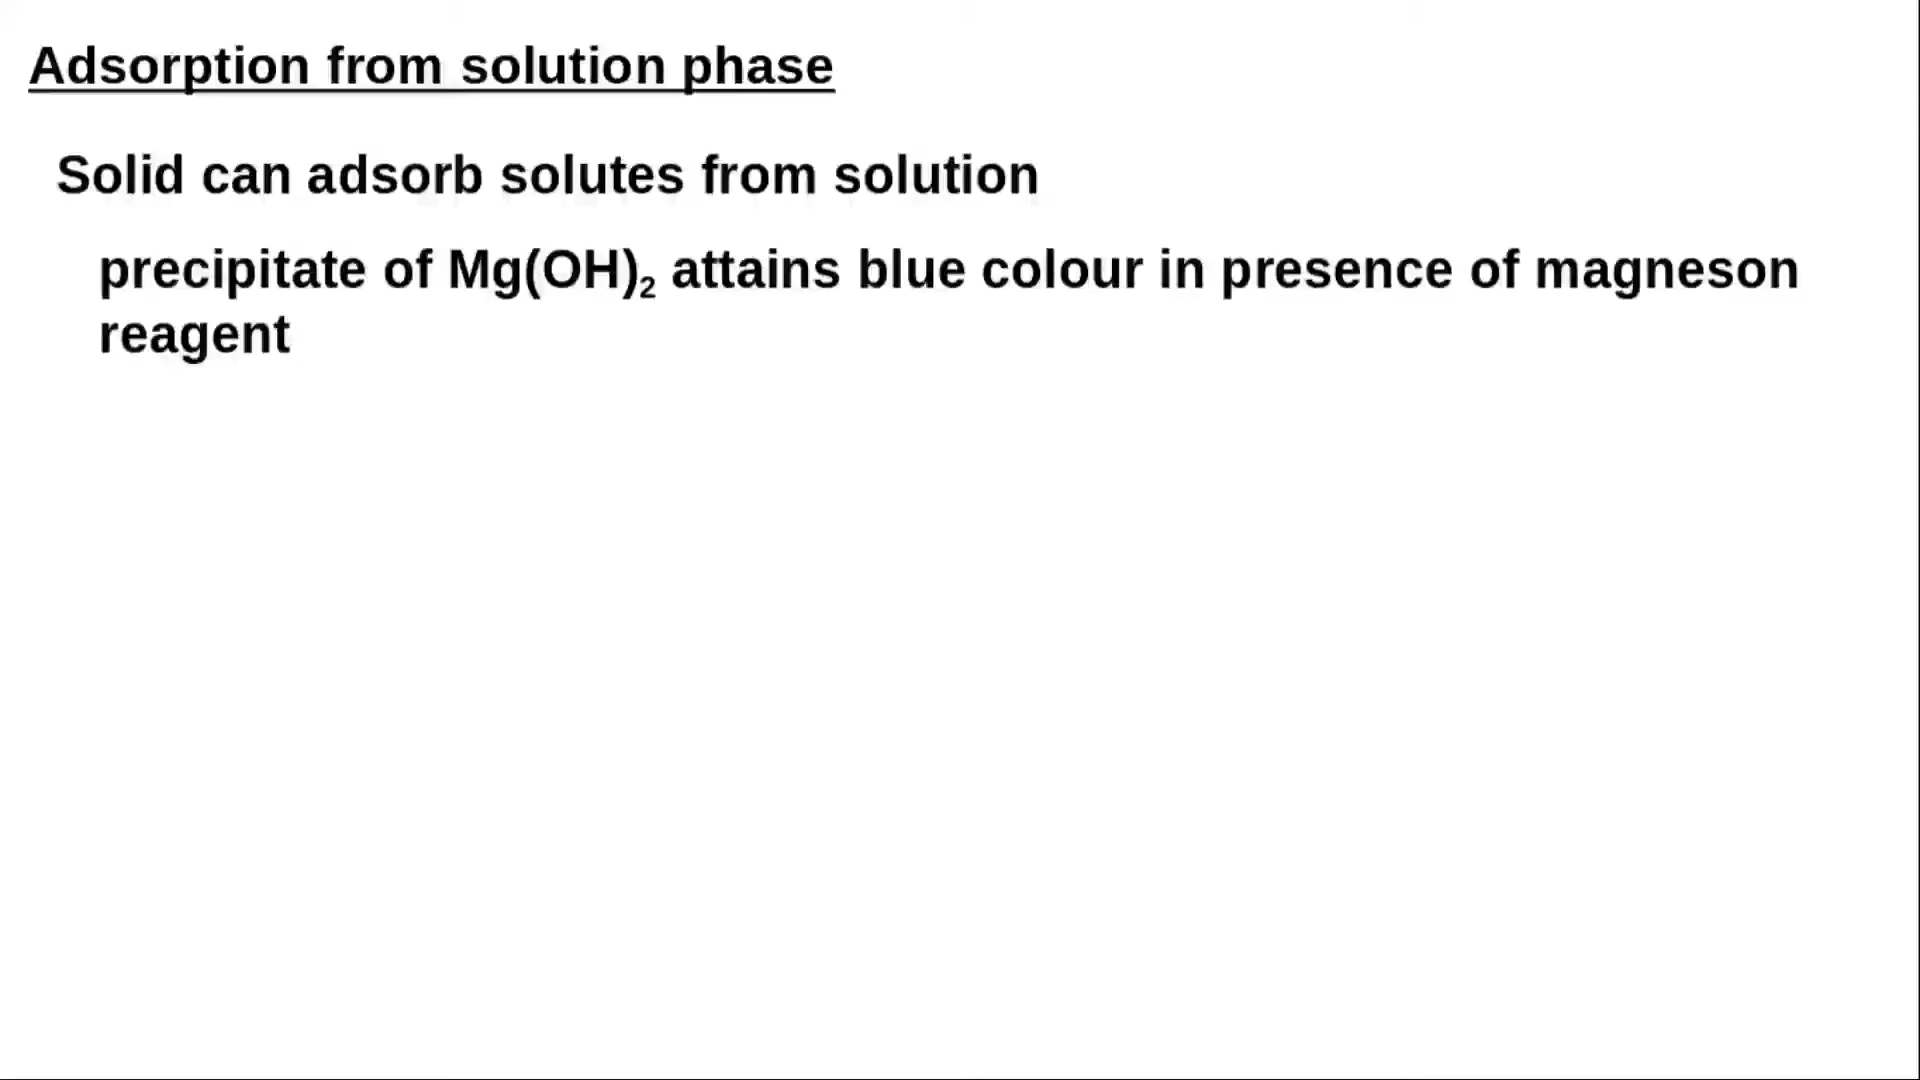 Adsorption from solution phase
Solid can adsorb solutes from solution
precipitate of Mg(OH)₂ attains blue colour in presence of magneson
reagent